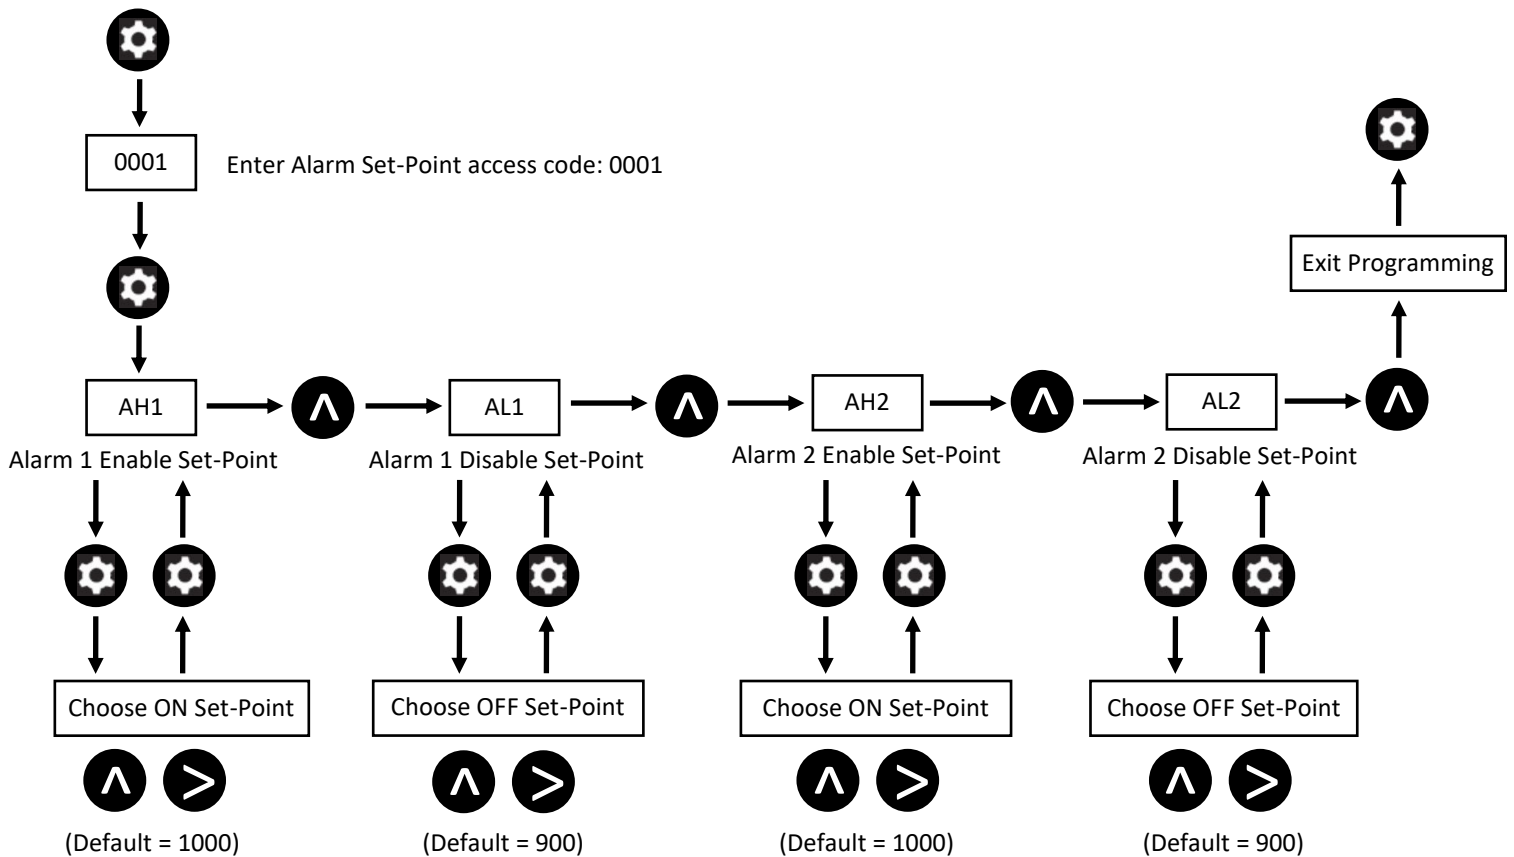 0001
Enter Alarm Set-Point access code: 0001
Exit Programming
AH1
AL1
AH2
AL2
Alarm 1 Enable Set-Point
Alarm 1 Disable Set-Point
Alarm 2 Enable Set-Point
Alarm 2 Disable Set-Point
Choose ON Set-Point
Choose OFF Set-Point
Choose ON Set-Point
Choose OFF Set-Point
(Default = 1000)
(Default = 900)
(Default = 1000)
(Default = 900)